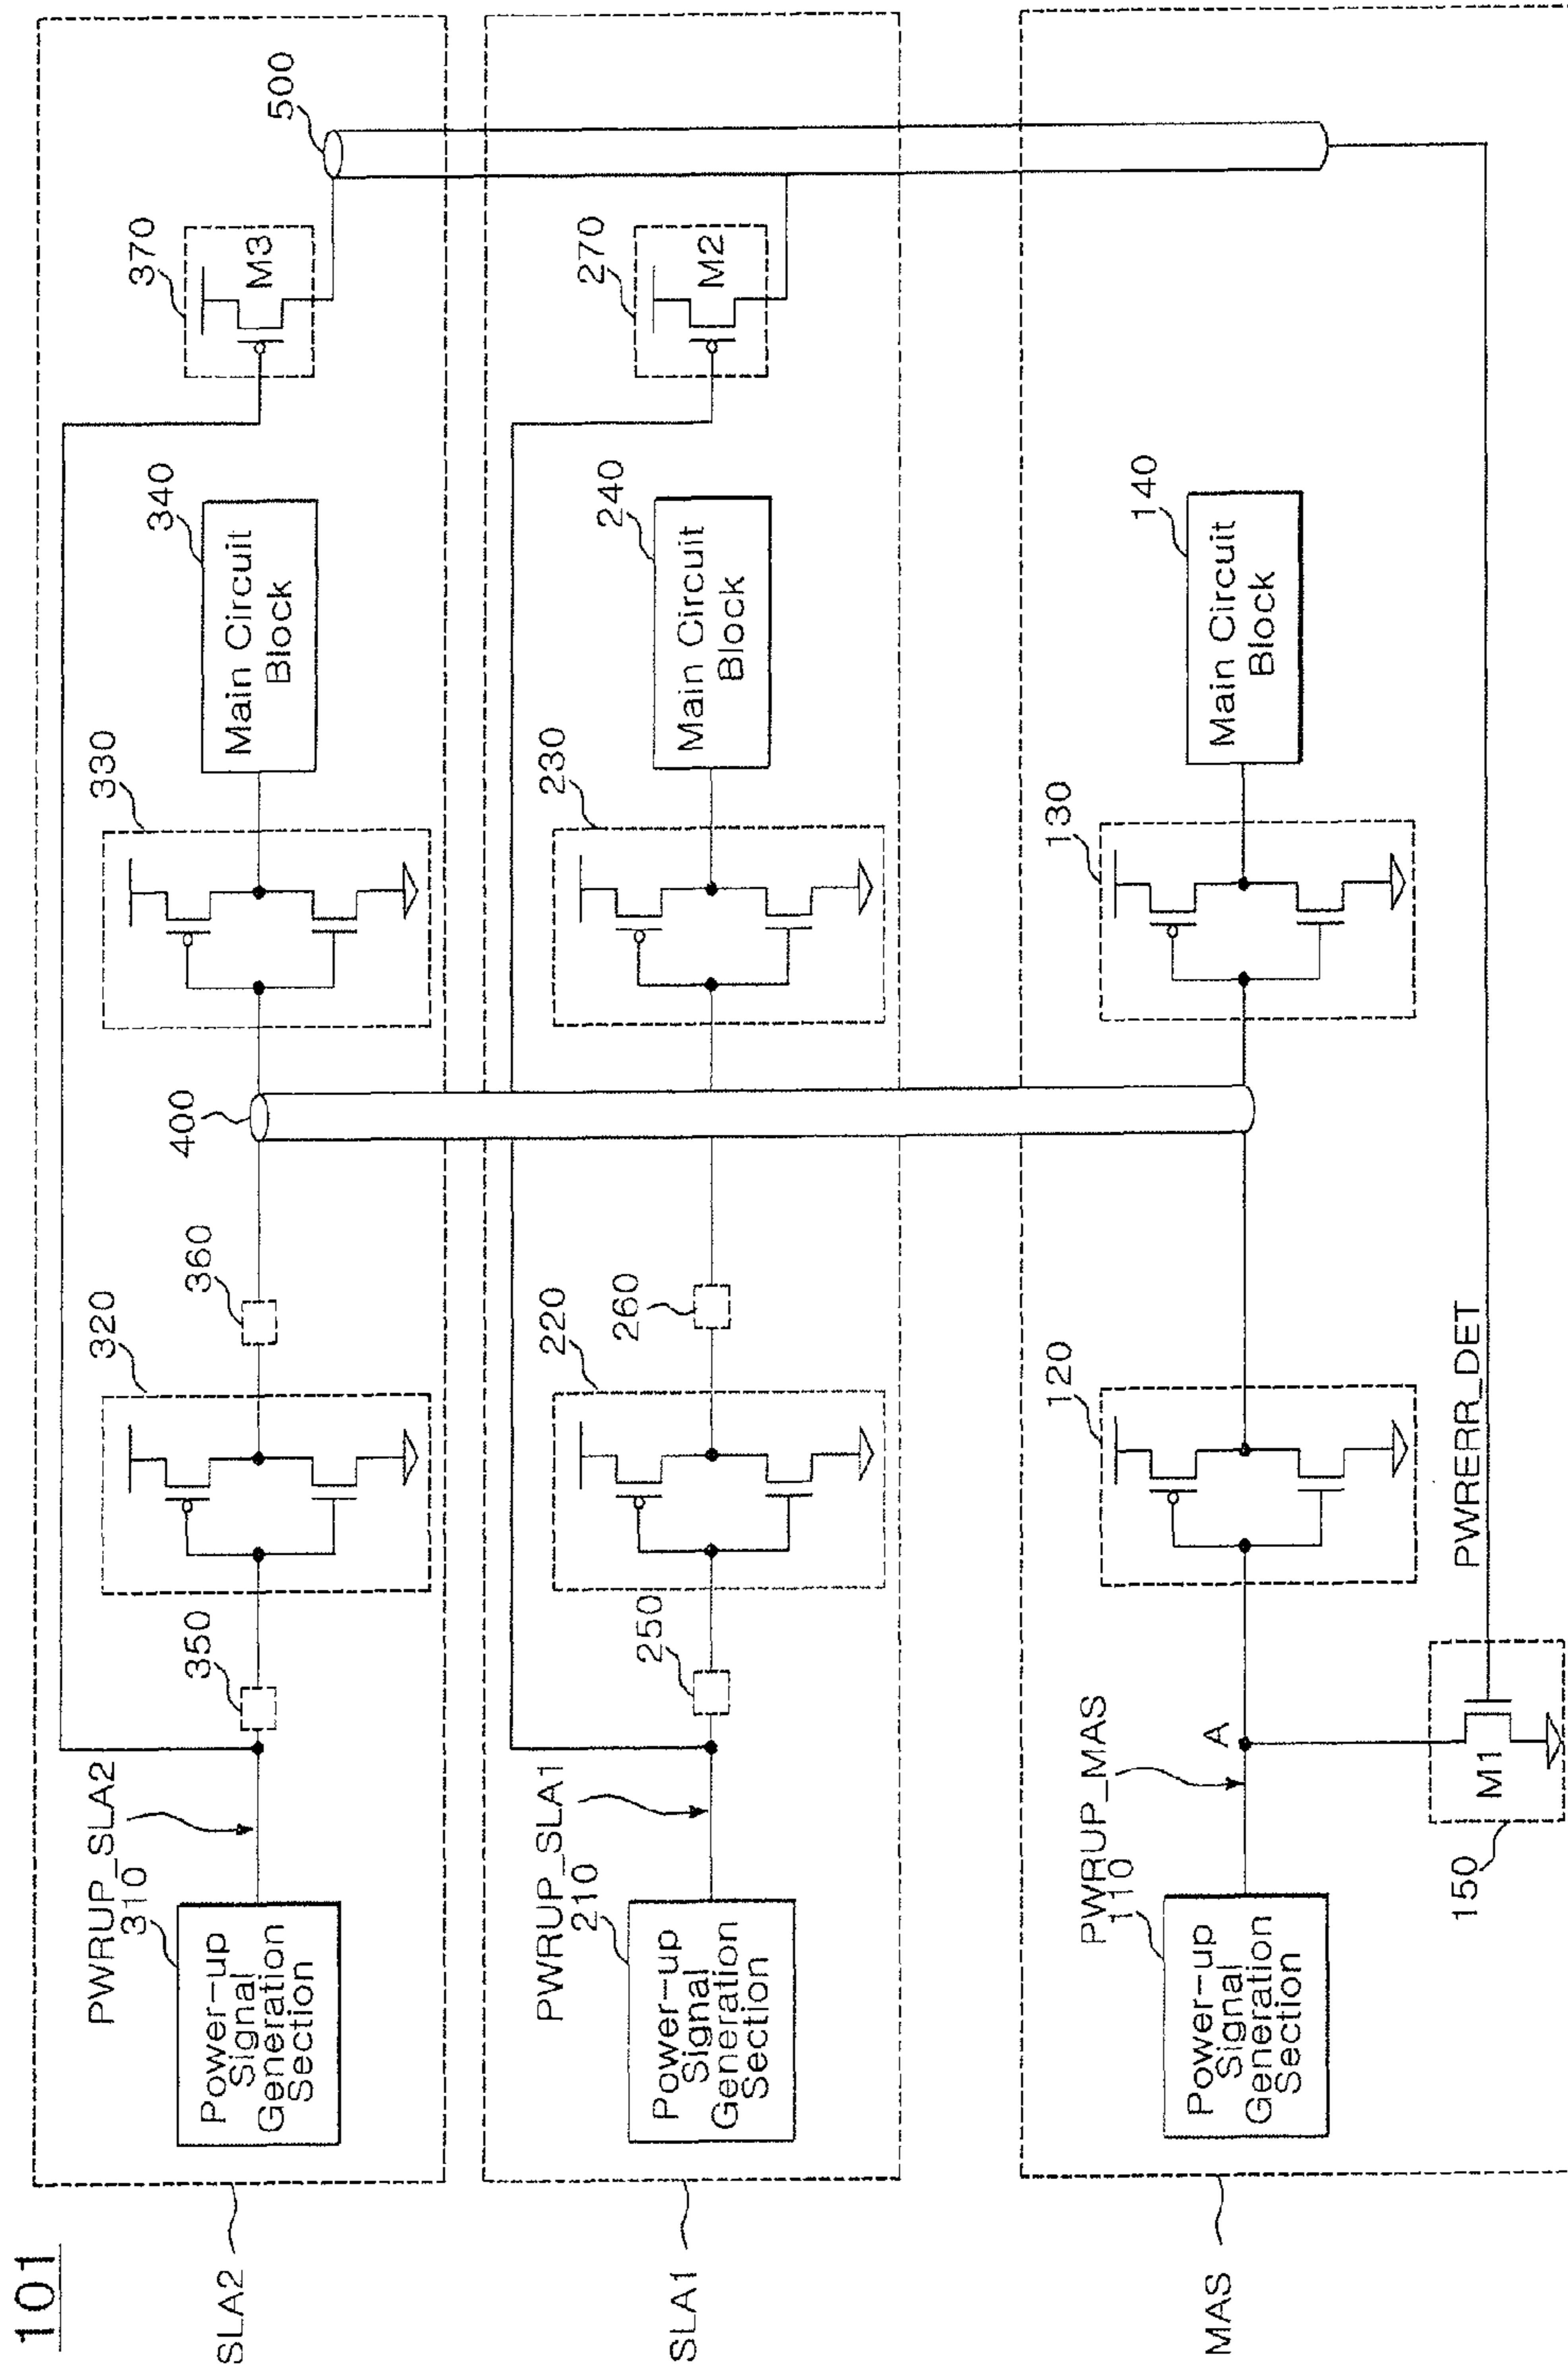 101
SLA2
PWRUP_SLA2
310
Power-up
Signal
Generation
Section
350
320
360
400
330
340
Main Circuit
Block
370
M3
500
SLA1
PWRUP_SLA1
210
Power-up
Signal
Generation
Section
250
220
260
230
240
Main Circuit
Block
270
M2
MAS
PWRUP_MAS
110
Power-up
Signal
Generation
Section
A
150
M1
PWRERR_DET
120
130
140
Main Circuit
Block